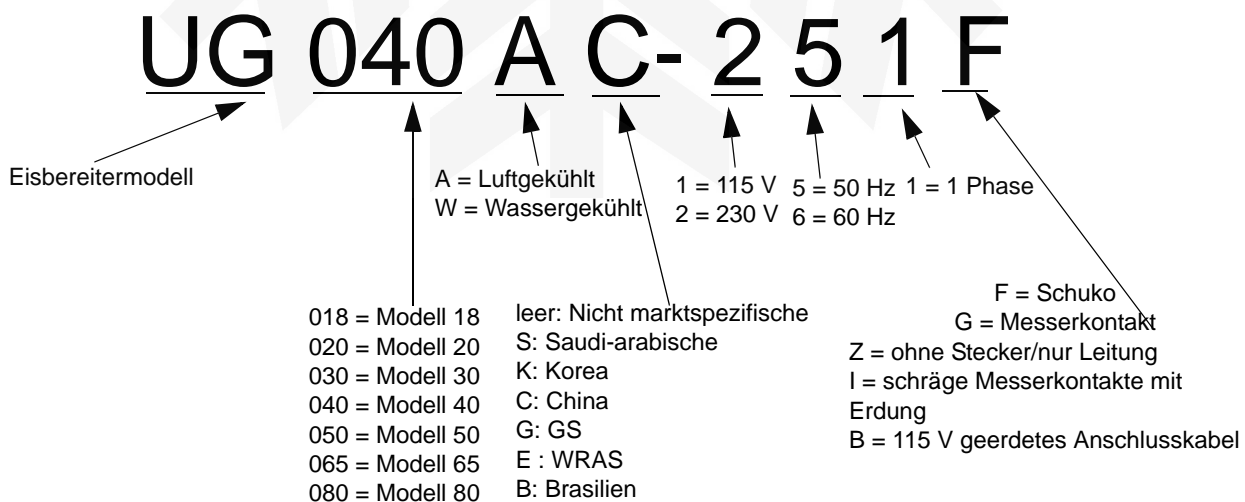 UG 040 A C- 2 5 1 F
Eisbereitermodell
A = Luftgekühlt
W = Wassergekühlt
1 = 115 V
2 = 230 V
5 = 50 Hz
6 = 60 Hz
1 = 1 Phase
018 = Modell 18
020 = Modell 20
030 = Modell 30
040 = Modell 40
050 = Modell 50
065 = Modell 65
080 = Modell 80
leer: Nicht marktspezifische
S: Saudi-arabische
K: Korea
C: China
G: GS
E : WRAS
B: Brasilien
F = Schuko
G = Messerkontakt
Z = ohne Stecker/nur Leitung
I = schräge Messerkontakte mit
Erdung
B = 115 V geerdetes Anschlusskabel